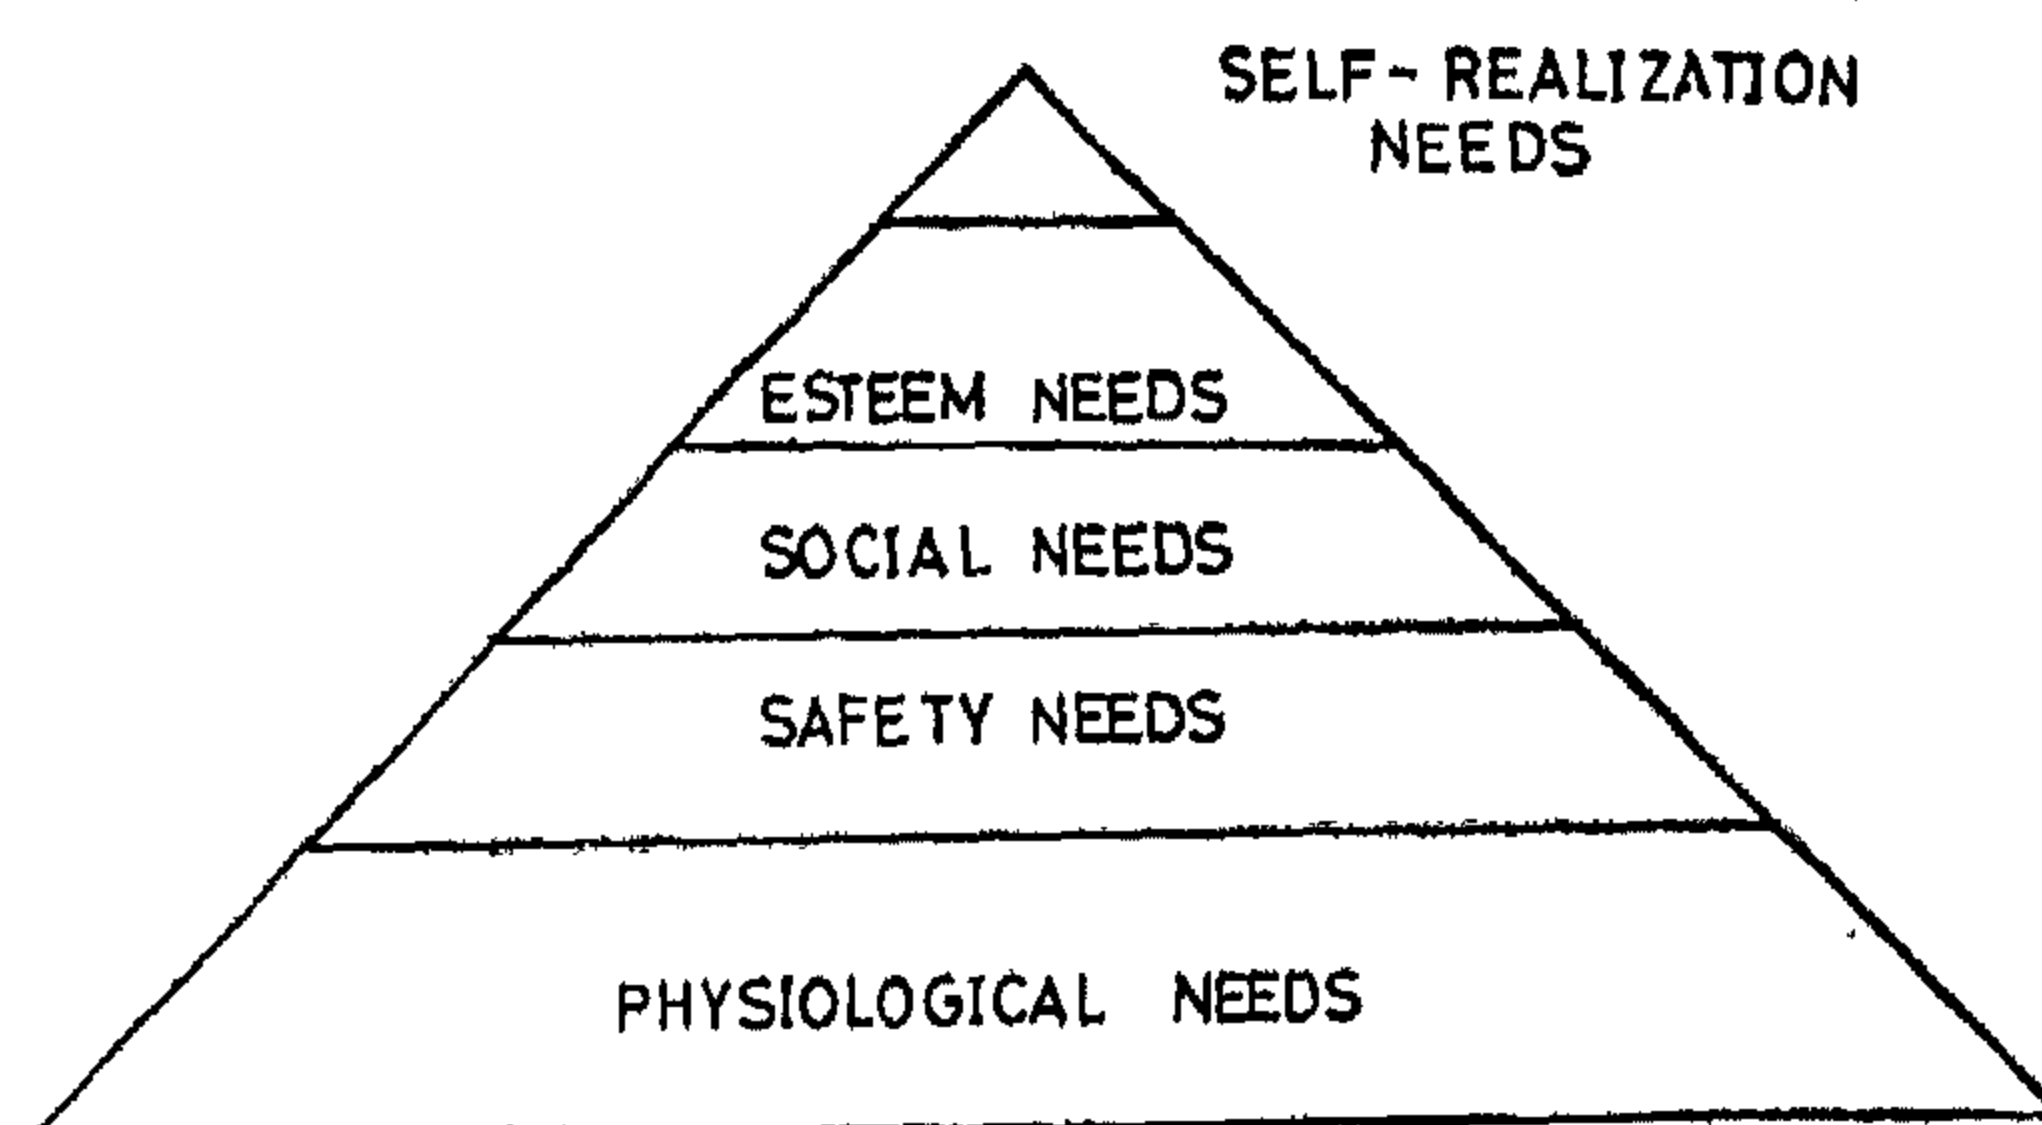 SELF-REALIZATION
NEEDS
ESTEEM NEEDS
SOCIAL NEEDS
SAFETY NEEDS
PHYSIOLOGICAL NEEDS